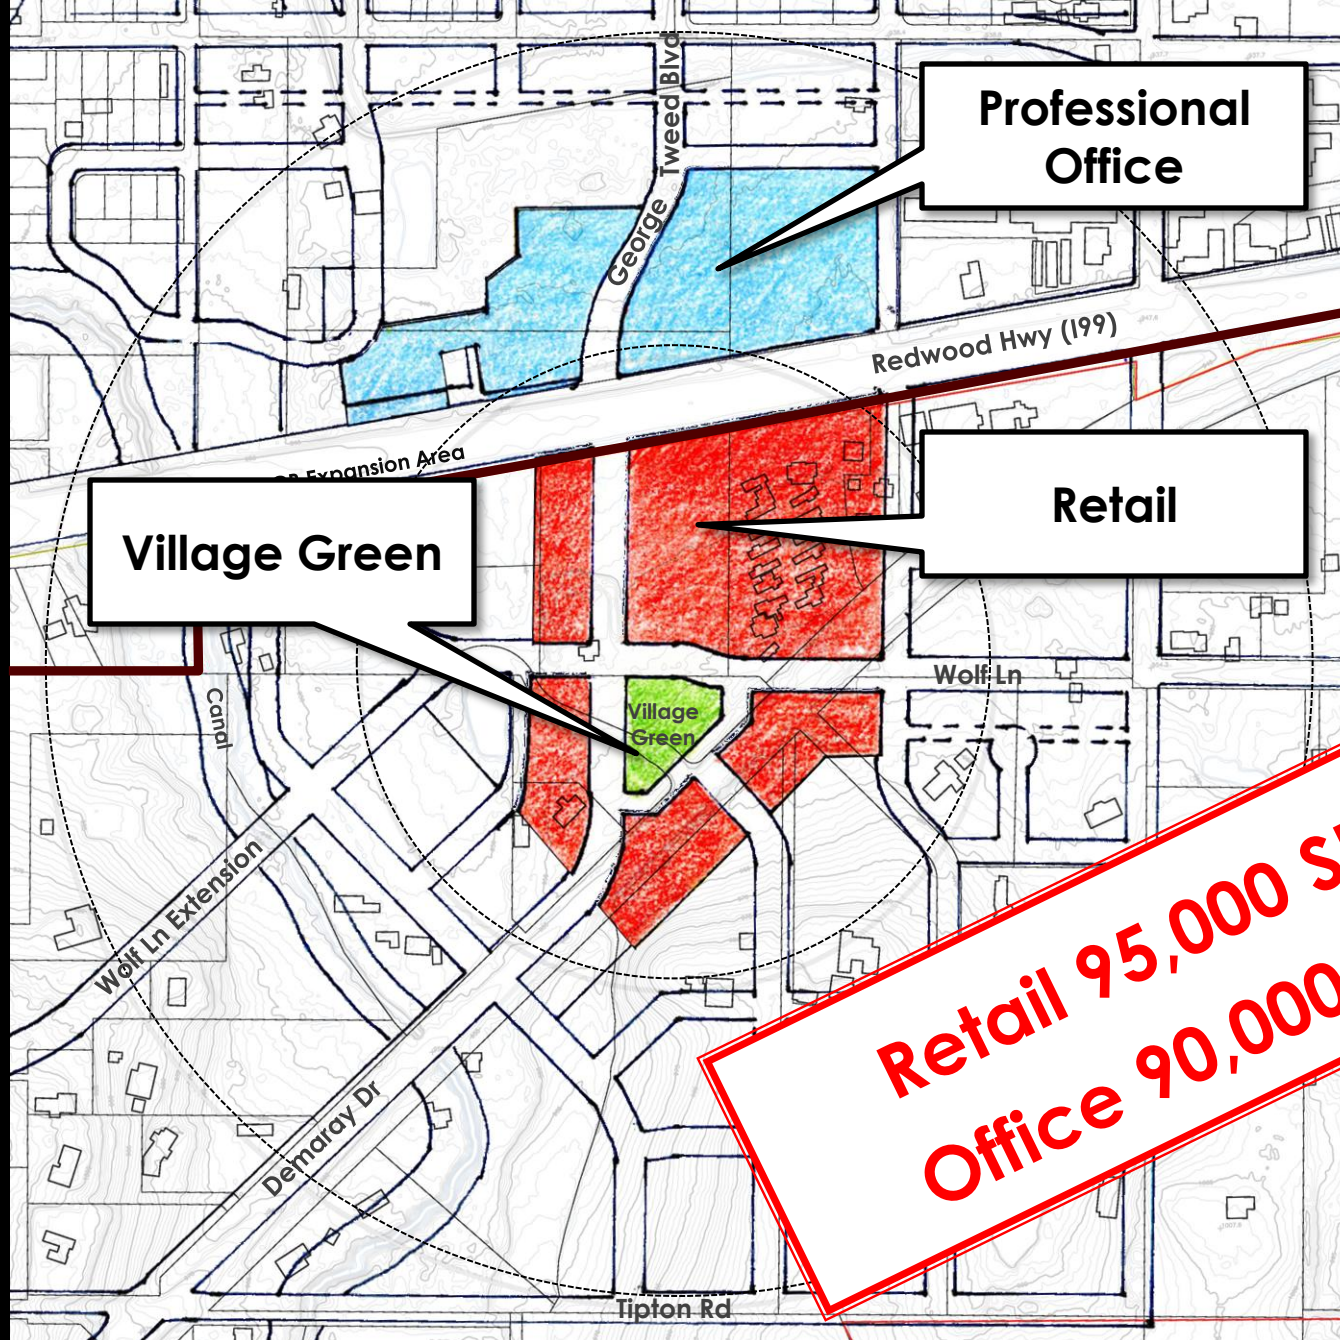 Tweed Blvd
George
Professional
Office
Redwood Hwy (199)
Expansion Area
Retail
Village Green
Wolf Ln
Village
Green
Canal
Wolf Ln Extension
Retail 95,000
Office 90,000
Demaray Dr
Tipton Rd